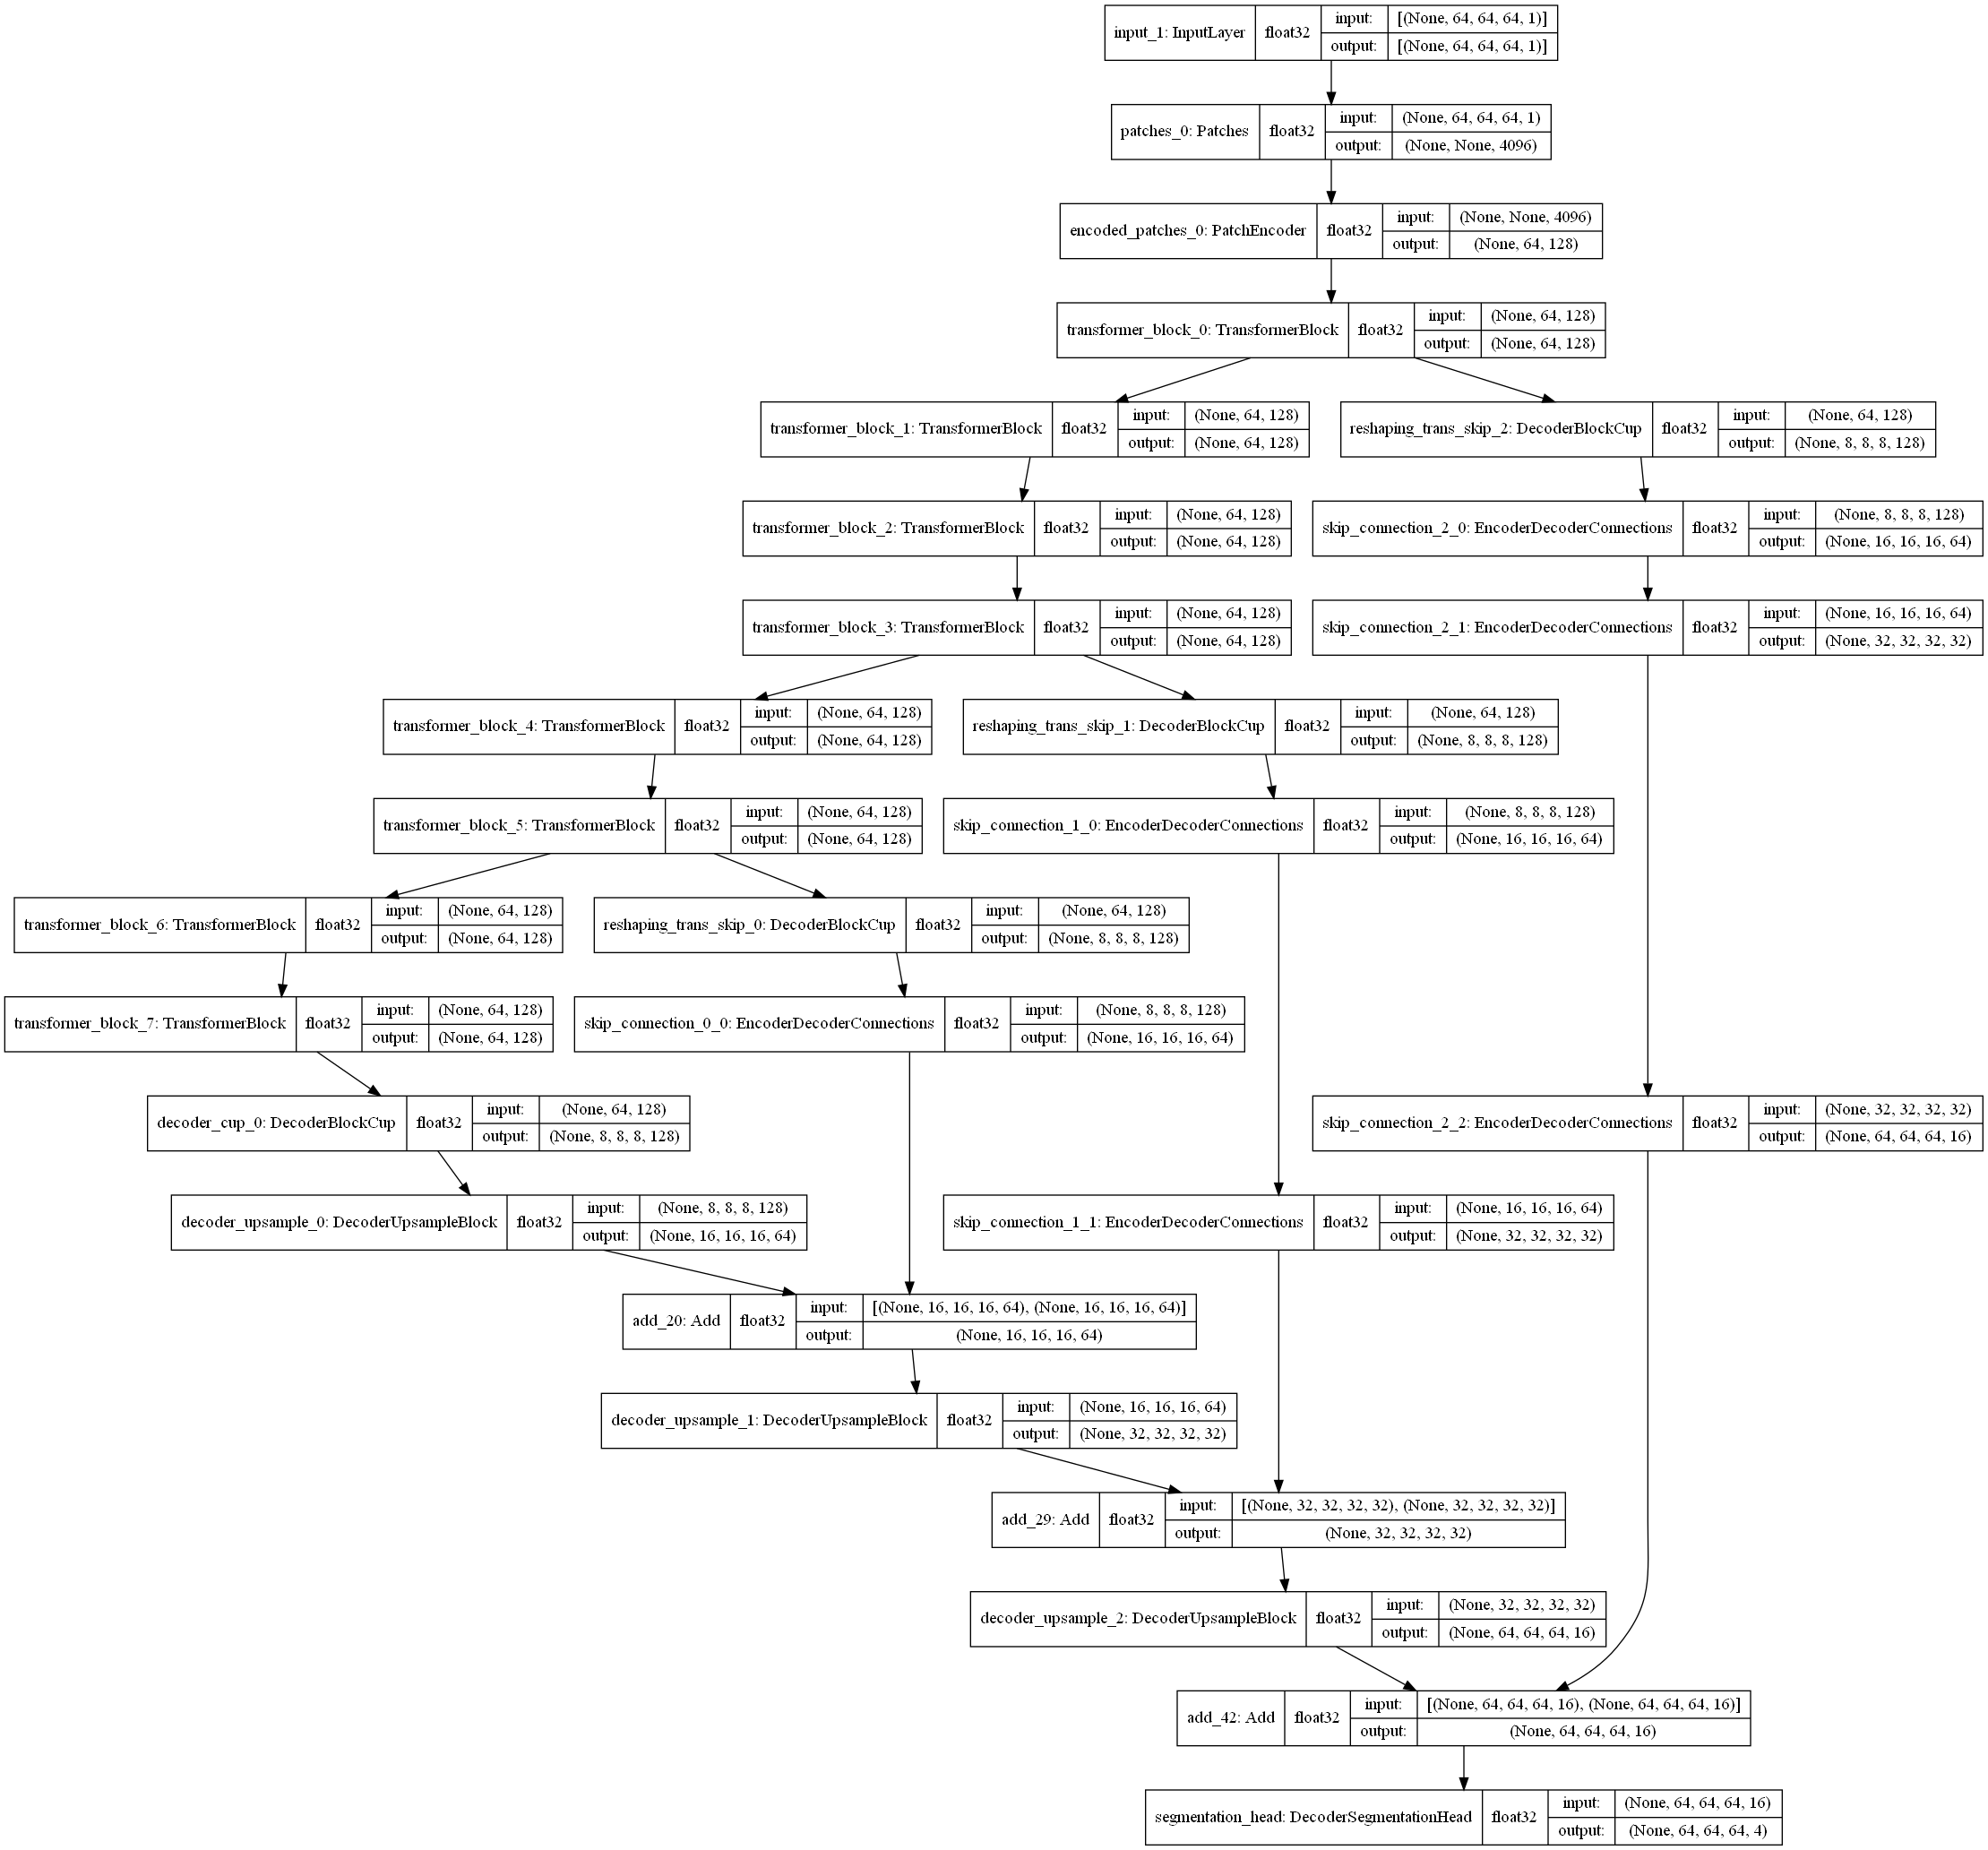 input_1: InputLayer float32 input: [(None, 64, 64, 64, 1)]
output: [(None, 64, 64, 64, 1)]
patches_0: Patches float32 input: (None, 64, 64, 64, 1)
output: (None, None, 4096)
encoded_patches_0: PatchEncoder float32 input: (None, None, 4096)
output: (None, 64, 128)
transformer_block_0: TransformerBlock float32 input: (None, 64, 128)
output: (None, 64, 128)
transformer_block_1: TransformerBlock float32 input: (None, 64, 128)
output: (None, 64, 128)
reshaping_trans_skip_2: DecoderBlockCup float32 input: (None, 64, 128)
output: (None, 8, 8, 8, 128)
transformer_block_2: TransformerBlock float32 input: (None, 64, 128)
output: (None, 64, 128)
skip_connection_2_0: EncoderDecoderConnections float32 input: (None, 8, 8, 8, 128)
output: (None, 16, 16, 16, 64)
transformer_block_3: TransformerBlock float32 input: (None, 64, 128)
output: (None, 64, 128)
skip_connection_2_1: EncoderDecoderConnections float32 input: (None, 16, 16, 16, 64)
output: (None, 32, 32, 32, 32)
transformer_block_4: TransformerBlock float32 input: (None, 64, 128)
output: (None, 64, 128)
reshaping_trans_skip_1: DecoderBlockCup float32 input: (None, 64, 128)
output: (None, 8, 8, 8, 128)
transformer_block_5: TransformerBlock float32 input: (None, 64, 128)
output: (None, 64, 128)
skip_connection_1_0: EncoderDecoderConnections float32 input: (None, 8, 8, 8, 128)
output: (None, 16, 16, 16, 64)
transformer_block_6: TransformerBlock float32 input: (None, 64, 128)
output: (None, 64, 128)
reshaping_trans_skip_0: DecoderBlockCup float32 input: (None, 64, 128)
output: (None, 8, 8, 8, 128)
transformer_block_7: TransformerBlock float32 input: (None, 64, 128)
output: (None, 64, 128)
skip_connection_0_0: EncoderDecoderConnections float32 input: (None, 8, 8, 8, 128)
output: (None, 16, 16, 16, 64)
decoder_cup_0: DecoderBlockCup float32 input: (None, 64, 128)
output: (None, 8, 8, 8, 128)
skip_connection_2_2: EncoderDecoderConnections float32 input: (None, 32, 32, 32, 32)
output: (None, 64, 64, 64, 16)
decoder_upsample_0: DecoderUpsampleBlock float32 input: (None, 8, 8, 8, 128)
output: (None, 16, 16, 16, 64)
skip_connection_1_1: EncoderDecoderConnections float32 input: (None, 16, 16, 16, 64)
output: (None, 32, 32, 32, 32)
add_20: Add float32 input: [(None, 16, 16, 16, 64), (None, 16, 16, 16, 64)]
output: (None, 16, 16, 16, 64)
decoder_upsample_1: DecoderUpsampleBlock float32 input: (None, 16, 16, 16, 64)
output: (None, 32, 32, 32, 32)
add_29: Add float32 input: [(None, 32, 32, 32, 32), (None, 32, 32, 32, 32)]
output: (None, 32, 32, 32, 32)
decoder_upsample_2: DecoderUpsampleBlock float32 input: (None, 32, 32, 32, 32)
output: (None, 64, 64, 64, 16)
add_42: Add float32 input: [(None, 64, 64, 64, 16), (None, 64, 64, 64, 16)]
output: (None, 64, 64, 64, 16)
segmentation_head: DecoderSegmentationHead float32 input: (None, 64, 64, 64, 16)
output: (None, 64, 64, 64, 4)